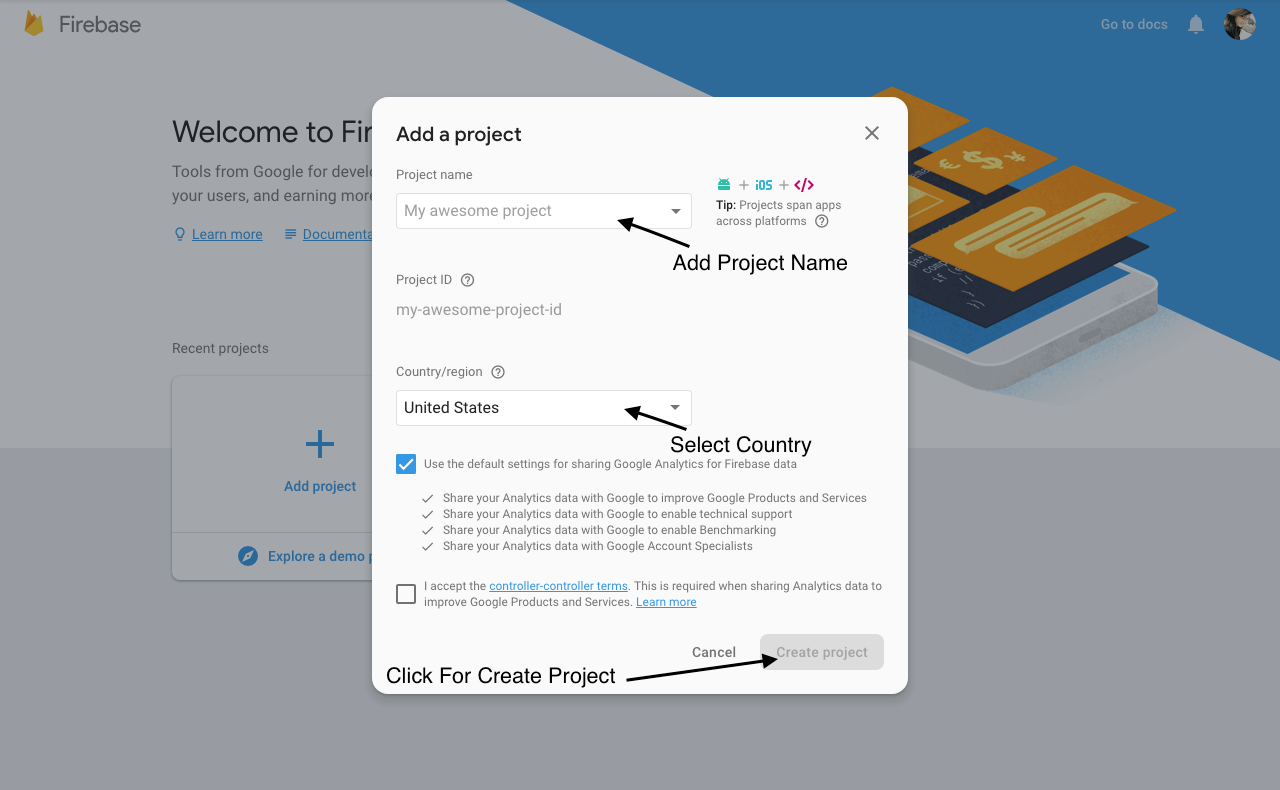 Firebase
Go to docs
Welcome to Fir
Tools from Google for develo
your users, and earning more
Learn more
Documenta
Recent projects
Add project
Explore a demo p
Add a project
Project name
My awesome project
+ iOS + </>
Tip: Projects span apps
across platforms ?
Add Project Name
Project ID ?
my-awesome-project-id
Country/region ?
United States
Select Country
Use the default settings for sharing Google Analytics for Firebase data
Share your Analytics data with Google to improve Google Products and Services
Share your Analytics data with Google to enable technical support
Share your Analytics data with Google to enable Benchmarking
Share your Analytics data with Google Account Specialists
I accept the controller-controller terms. This is required when sharing Analytics data to
improve Google Products and Services. Learn more
Cancel
Create project
Click For Create Project